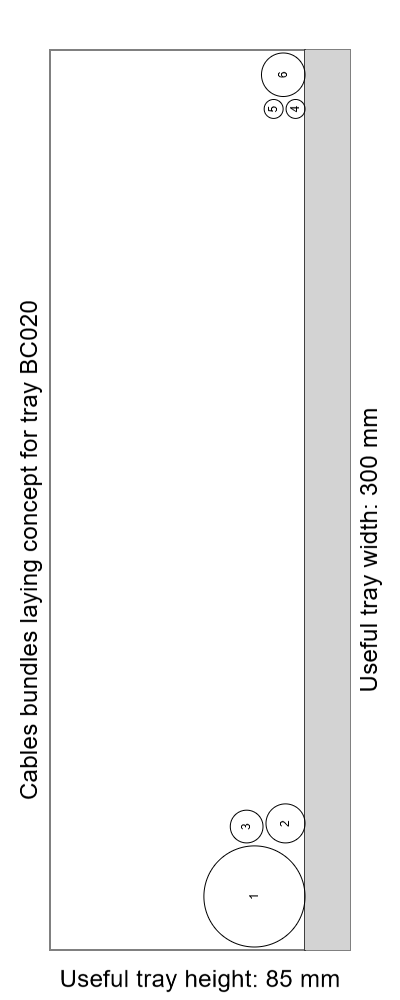 Cables bundles laying concept for tray BC020
6
5
4
3
2
1
Useful tray width: 300 mm
Useful tray height: 85 mm